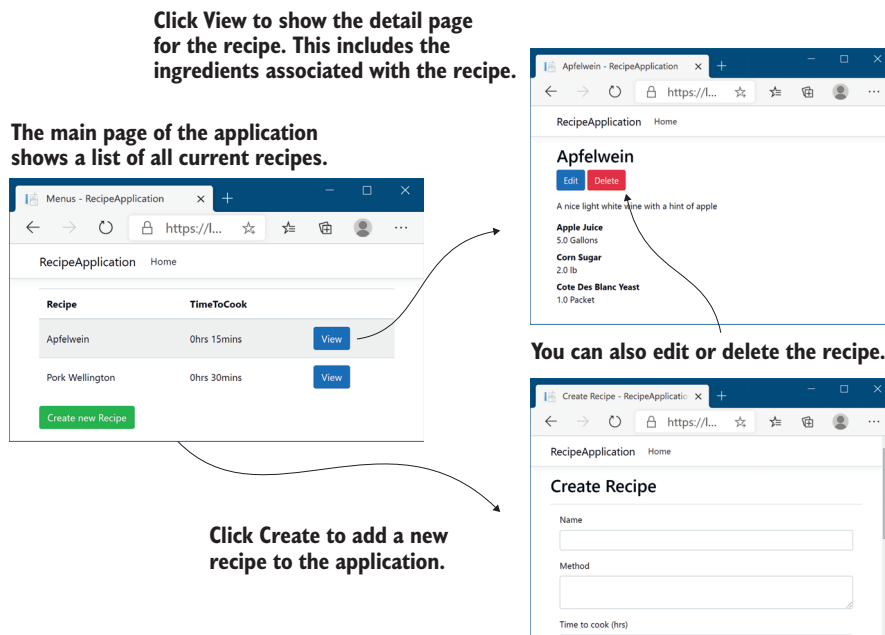 Click View to show the detail page
for the recipe. This includes the
ingredients associated with the recipe.
The main page of the application
shows a list of all current recipes.
Menus - RecipeApplication
https://l...
RecipeApplication Home
Recipe TimeToCook
Apfelwein 0hrs 15mins View
Pork Wellington 0hrs 30mins View
Create new Recipe
Apfelwein - RecipeApplication
https://l...
RecipeApplication Home
Apfelwein
Edit Delete
A nice light white wine with a hint of apple
Apple Juice
5.0 Gallons
Corn Sugar
2.0 lb
Cote Des Blanc Yeast
1.0 Packet
You can also edit or delete the recipe.
Click Create to add a new
recipe to the application.
Create Recipe - RecipeApplicatio
https://l...
RecipeApplication Home
Create Recipe
Name
Method
Time to cook (hrs)